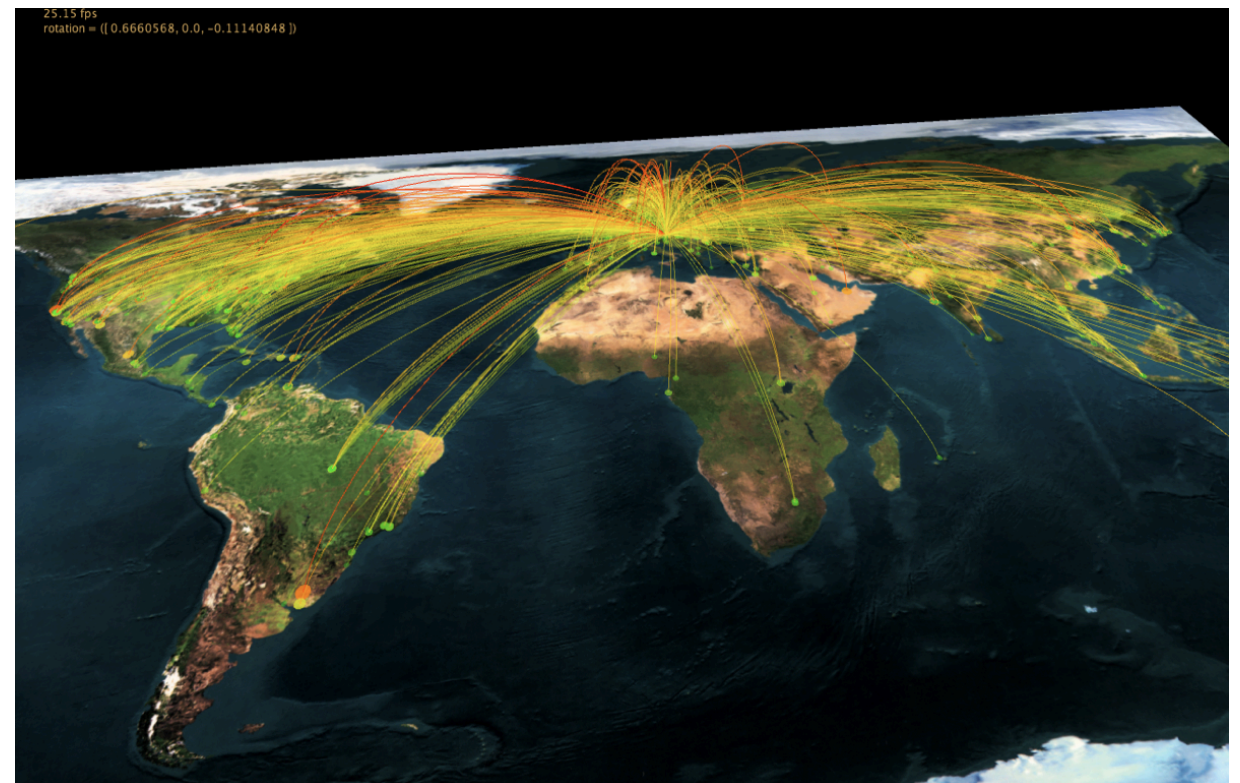 25.15 fps
rotation = ([ 0.6660568, 0.0, -0.11140848 ])